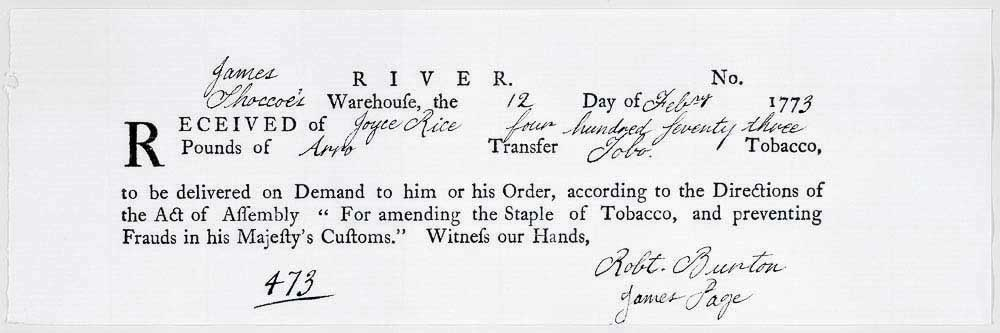 James RIVER. No.
Shoccoe's Warehouſe, the 12 Day of Febry 1773
RECEIVED of Joyce Rice four hundred ſeventy three
Pounds of Arro Transfer Tobo. Tobacco,
to be delivered on Demand to him or his Order, according to the Directions of
the Act of Aſſembly “ For amending the Staple of Tobacco, and preventing
Frauds in his Majeſty's Cuſtoms.” Witneſs our Hands,
Robt. Burton
473
James Page